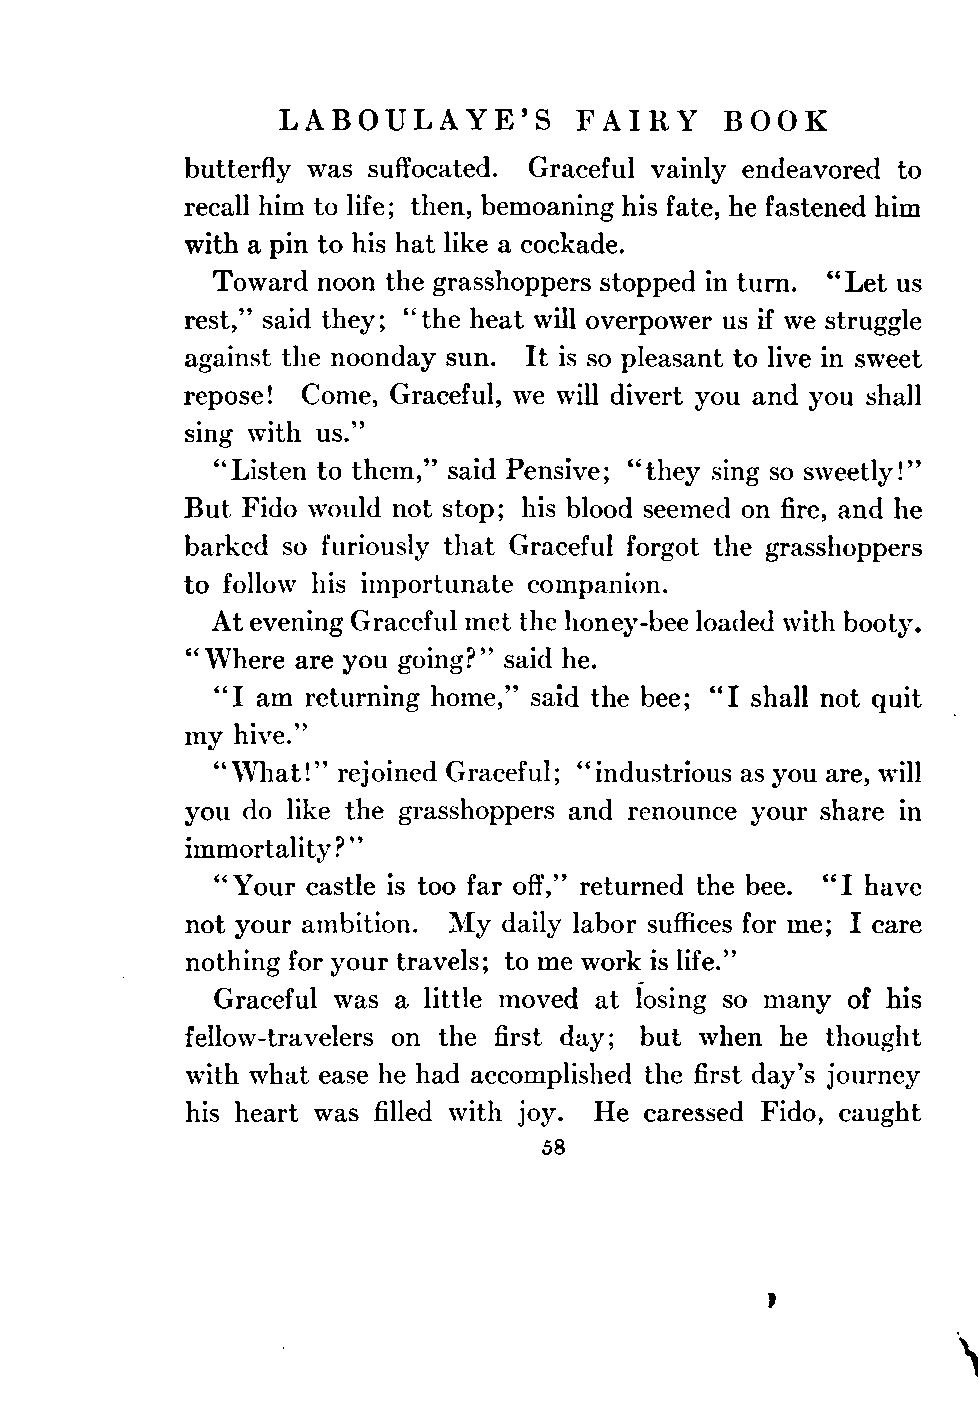 LABOULAYE'S FAIRY BOOK
butterfly was suffocated. Graceful vainly endeavored to
recall him to life; then, bemoaning his fate, he fastened him
with a pin to his hat like a cockade.
Toward noon the grasshoppers stopped in turn. "Let us
rest," said they; "the heat will overpower us if we struggle
against the noonday sun. It is so pleasant to live in sweet
repose! Come, Graceful, we will divert you and you shall
sing with us."
"Listen to them," said Pensive; "they sing so sweetly!"
But Fido would not stop; his blood seemed on fire, and he
barked so furiously that Graceful forgot the grasshoppers
to follow his importunate companion.
At evening Graceful met the honey-bee loaded with booty.
"Where are you going?" said he.
"I am returning home," said the bee; "I shall not quit
my hive."
"What!" rejoined Graceful; "industrious as you are, will
you do like the grasshoppers and renounce your share in
immortality?"
"Your castle is too far off," returned the bee. "I have
not your ambition. My daily labor suffices for me; I care
nothing for your travels; to me work is life."
Graceful was a little moved at losing so many of his
fellow-travelers on the first day; but when he thought
with what ease he had accomplished the first day's journey
his heart was filled with joy. He caressed Fido, caught
58